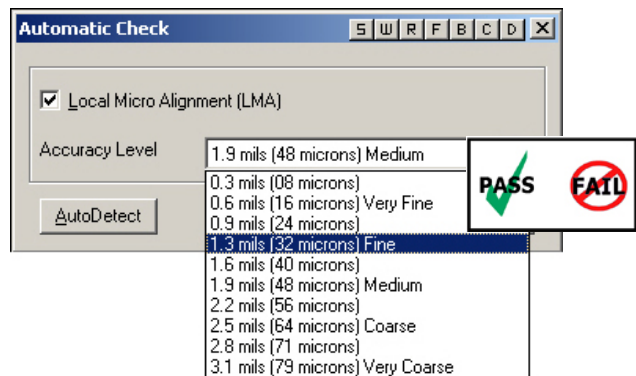 Automatic Check
S W R F B C D X
Local Micro Alignment (LMA)
Accuracy Level
1.9 mils (48 microns) Medium
PASS FAIL
0.3 mils (08 microns)
0.6 mils (16 microns) Very Fine
0.9 mils (24 microns)
1.3 mils (32 microns) Fine
1.6 mils (40 microns)
1.9 mils (48 microns) Medium
2.2 mils (56 microns)
2.5 mils (64 microns) Coarse
2.8 mils (71 microns)
3.1 mils (79 microns) Very Coarse
AutoDetect